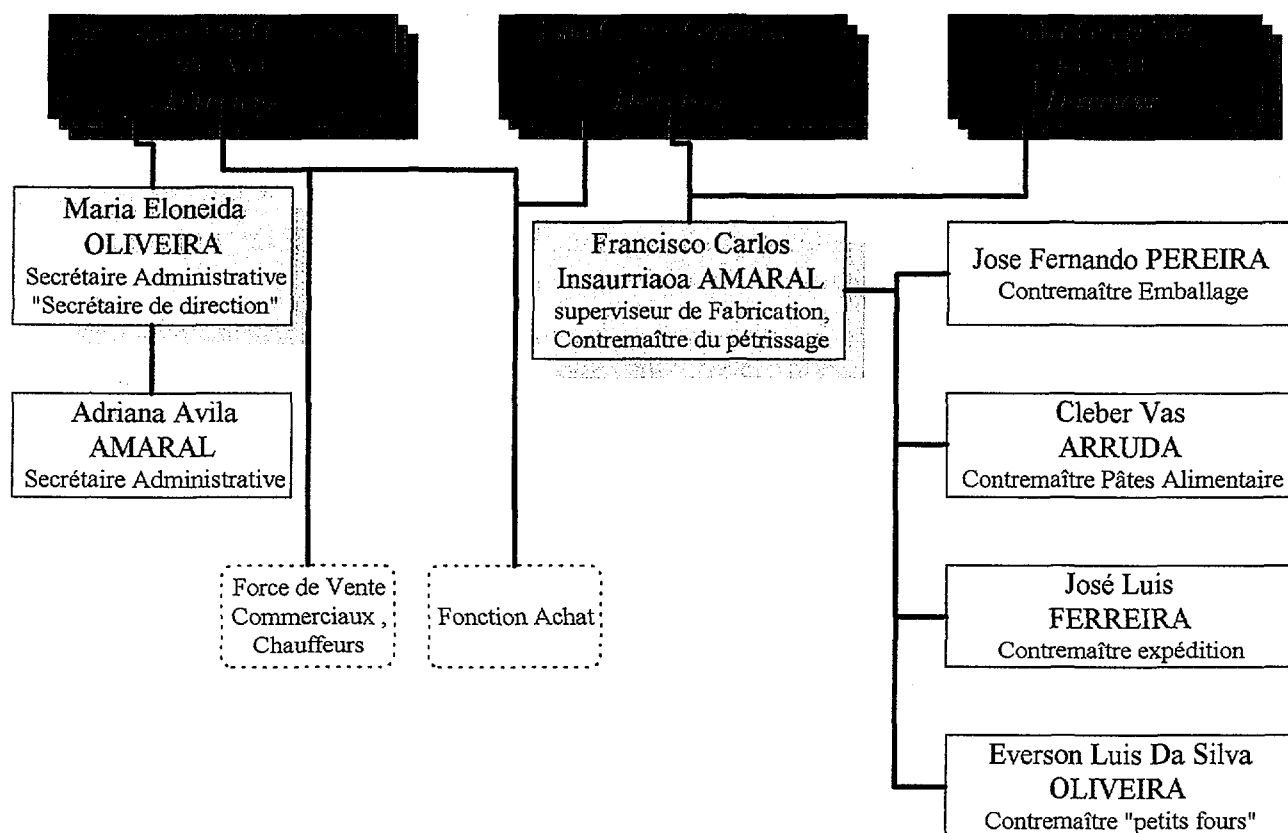 Directeur
Maria Eloneida
OLIVEIRA
Secrétaire Administrative
"Secrétaire de direction"
Adriana Avila
AMARAL
Secrétaire Administrative
Force de Vente
Commerciaux ,
Chauffeurs
Fonction Achat
Francisco Carlos
Insaurriaoa AMARAL
superviseur de Fabrication,
Contremaître du pétrissage
Jose Fernando PEREIRA
Contremaître Emballage
Cleber Vas
ARRUDA
Contremaître Pâtes Alimentaire
José Luis
FERREIRA
Contremaître expédition
Everson Luis Da Silva
OLIVEIRA
Contremaître "petits fours"